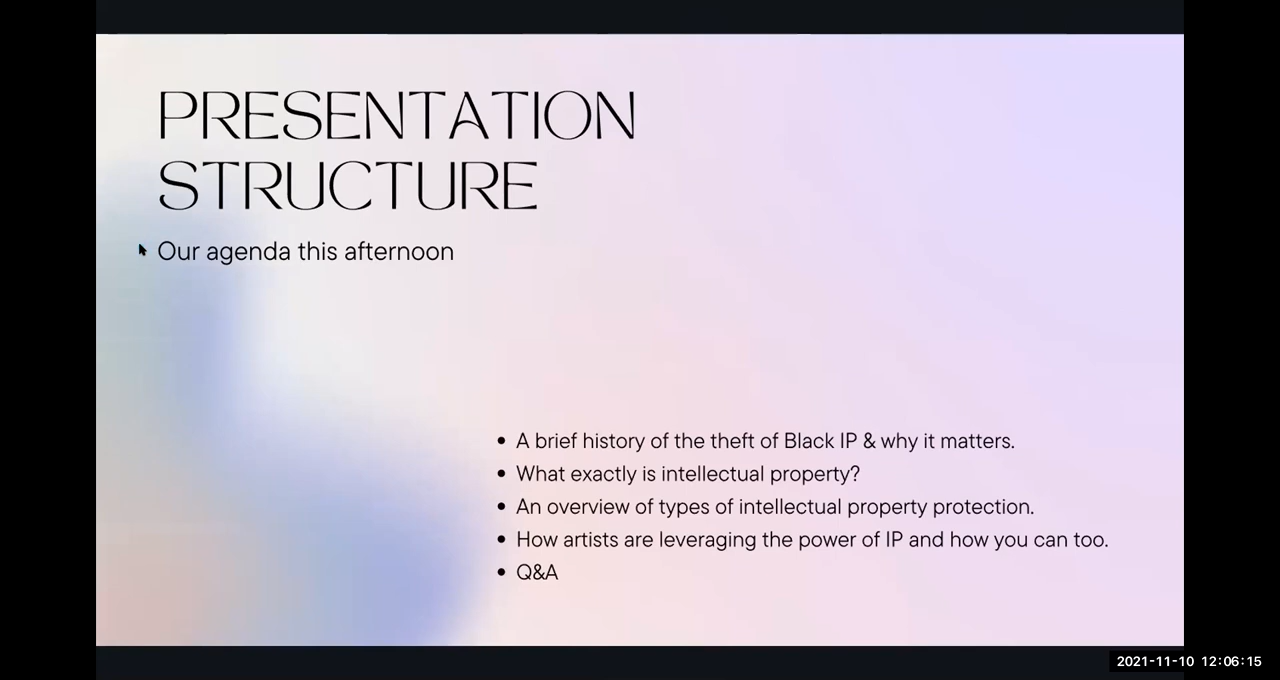 PRESENTATION
STRUCTURE
Our agenda this afternoon
• A brief history of the theft of Black IP & why it matters.
• What exactly is intellectual property?
• An overview of types of intellectual property protection.
• How artists are leveraging the power of IP and how you can too.
• Q&A
2021-11-10 12:06:15